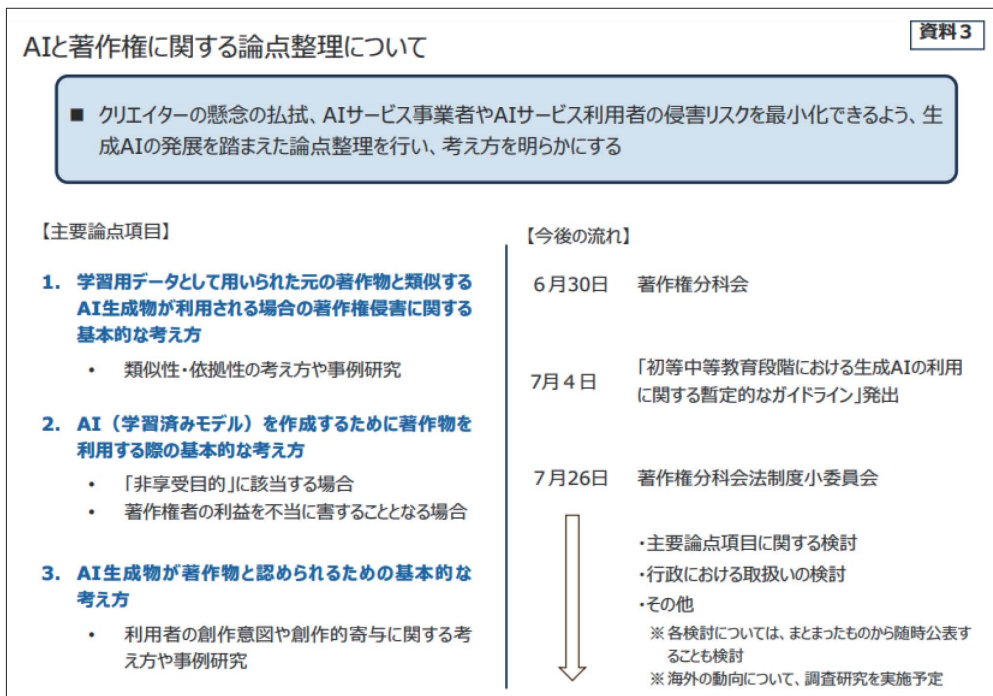 資料３
AIと著作権に関する論点整理について
■ クリエイターの懸念の払拭、AIサービス事業者やAIサービス利用者の侵害リスクを最小化できるよう、生
成AIの発展を踏まえた論点整理を行い、考え方を明らかにする
【主要論点項目】
1. 学習用データとして用いられた元の著作物と類似する
AI生成物が利用される場合の著作権侵害に関する
基本的な考え方
• 類似性・依拠性の考え方や事例研究
2. AI（学習済みモデル）を作成するために著作物を
利用する際の基本的な考え方
• 「非享受目的」に該当する場合
• 著作権者の利益を不当に害することとなる場合
3. AI生成物が著作物と認められるための基本的な
考え方
• 利用者の創作意図や創作的寄与に関する考
え方や事例研究
【今後の流れ】
６月30日 著作権分科会
7月４日 「初等中等教育段階における生成AIの利用
に関する暫定的なガイドライン」発出
７月26日 著作権分科会法制度小委員会
・主要論点項目に関する検討
・行政における取扱いの検討
・その他
※ 各検討については、まとまったものから随時公表す
ることも検討
※ 海外の動向について、調査研究を実施予定